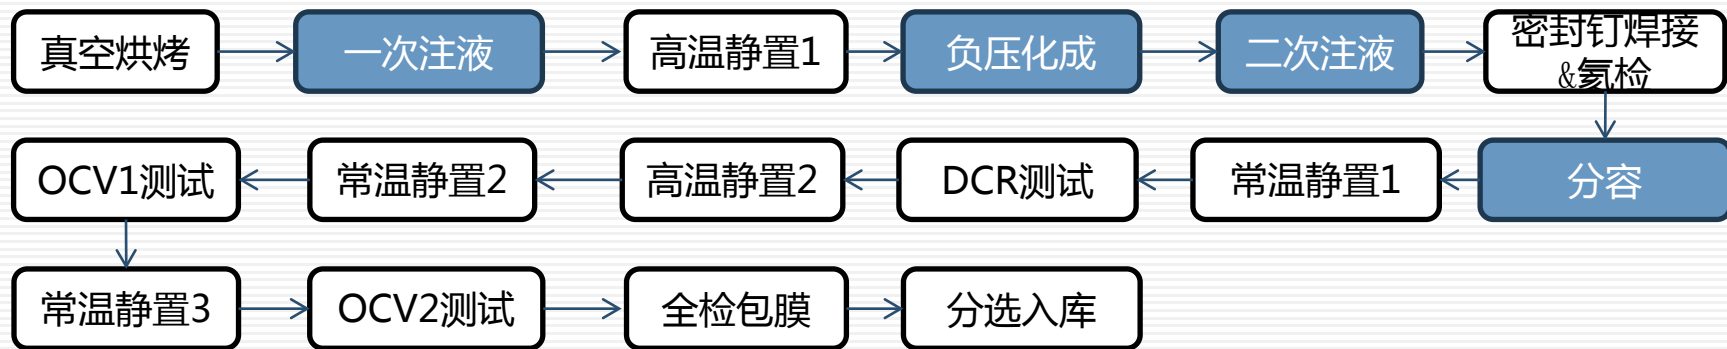 真空烘烤
一次注液
高温静置1
负压化成
二次注液
密封钉焊接
&氦检
OCV1测试
常温静置2
高温静置2
DCR测试
常温静置1
分容
常温静置3
OCV2测试
全检包膜
分选入库